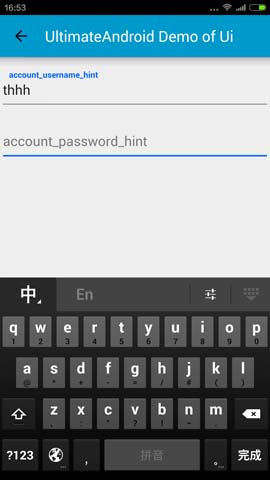 16:53
UltimateAndroid Demo of Ui
account_username_hint
thhh
account_password_hint
中 En
q w e r t y u i o p
1 2 3 4 5 6 7 8 9 0
a s d f g h j k l
z x c v b n m
?123 , 拼音 。 完成